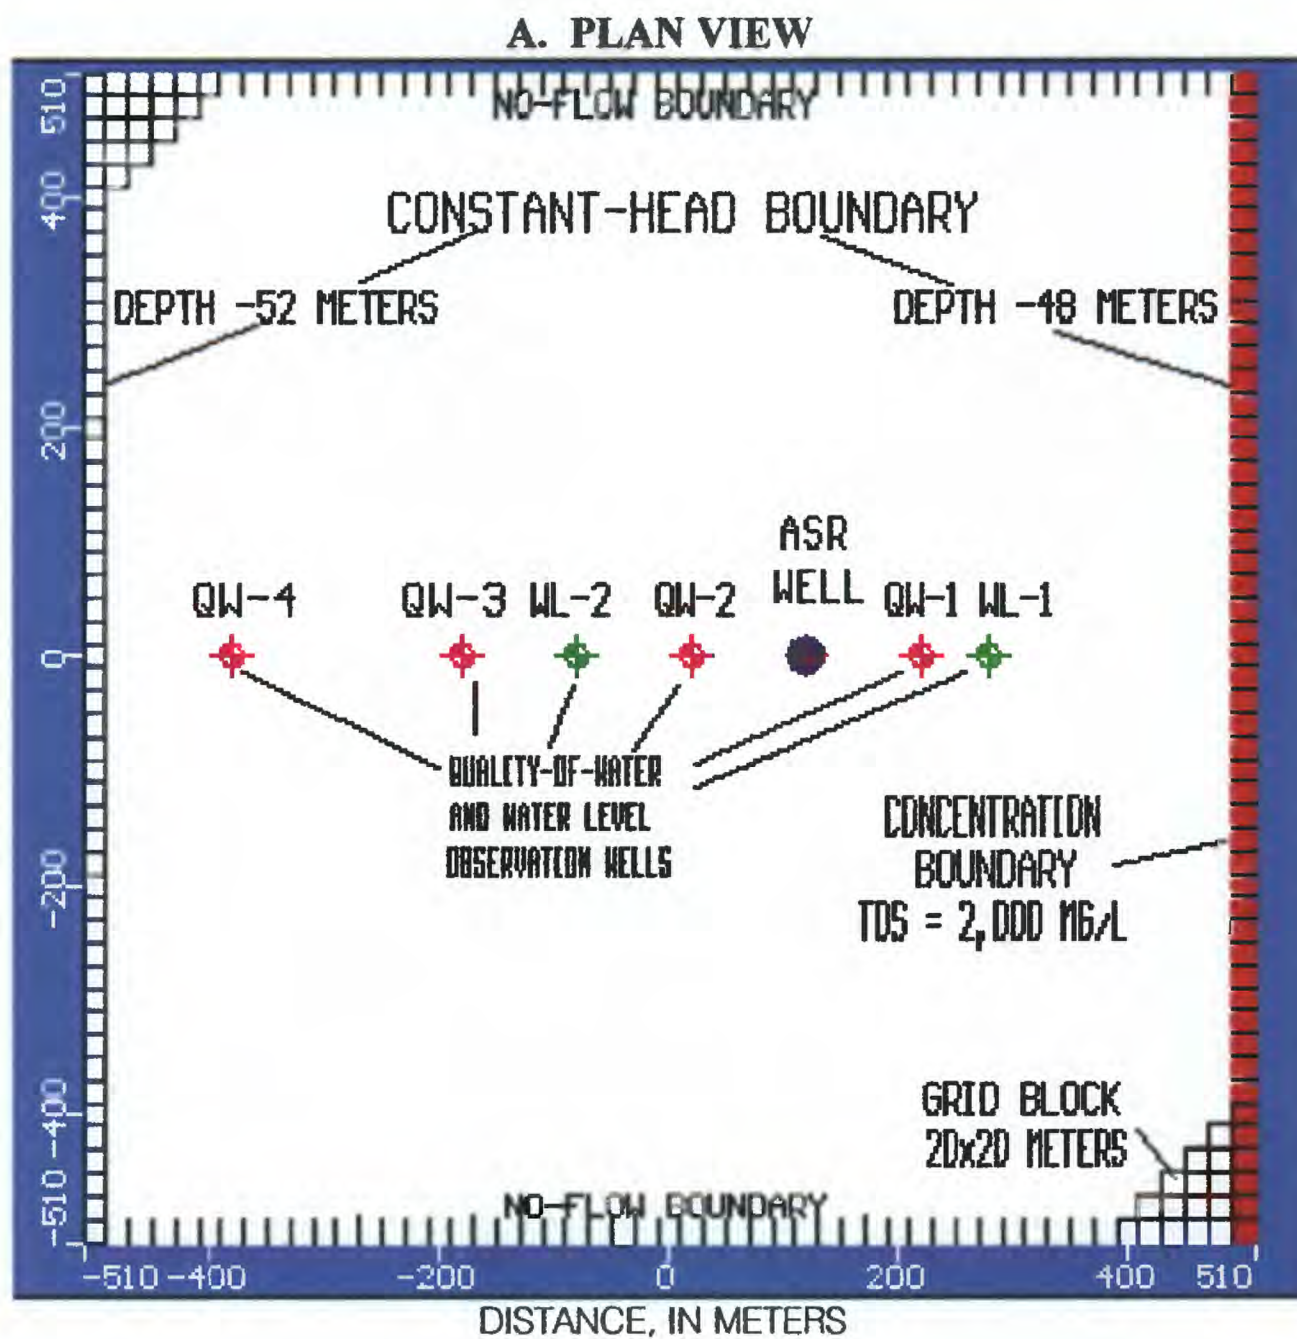 A. PLAN VIEW
NO-FLOW BOUNDARY
CONSTANT-HEAD BOUNDARY
DEPTH -52 METERS
DEPTH -48 METERS
ASR
WELL
QW-4
QW-3
WL-2
QW-2
QW-1
WL-1
QUALITY-OF-WATER
AND WATER LEVEL
OBSERVATION WELLS
CONCENTRATION
BOUNDARY
TDS = 2,000 MG/L
GRID BLOCK
20x20 METERS
NO-FLOW BOUNDARY
510
400
200
0
-200
-400
-510
-510
-400
-200
0
200
400
510
DISTANCE, IN METERS